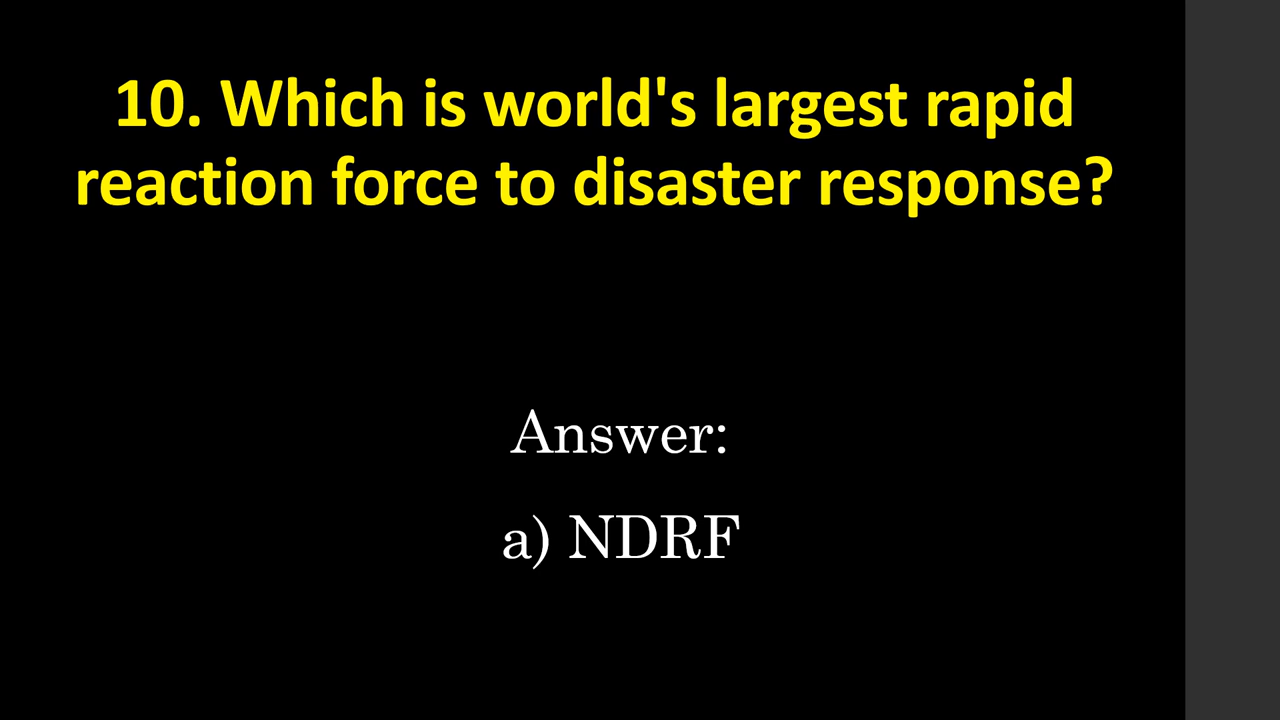 10. Which is world's largest rapid
reaction force to disaster response?
Answer:
a) NDRF